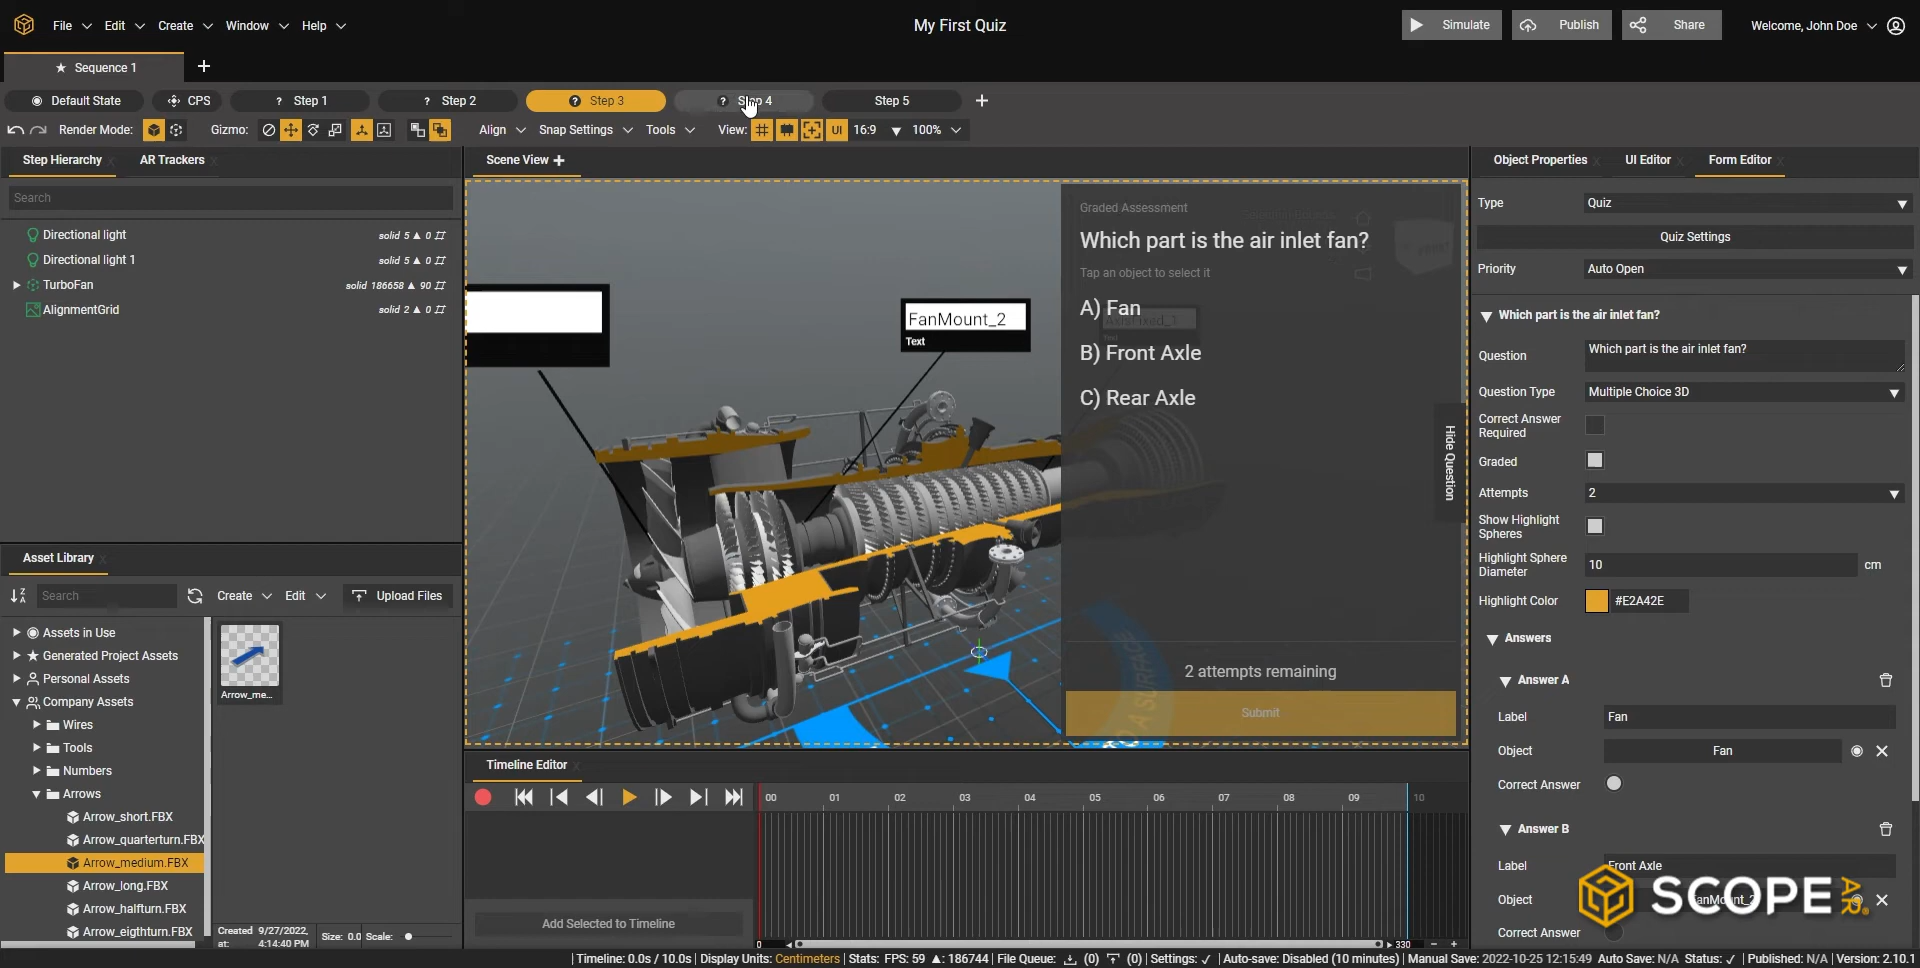 File Edit Create Window Help My First Quiz Simulate Publish Share Welcome, John Doe
Sequence 1
Default State CPS Step 1 Step 2 Step 3 Step 4 Step 5
Render Mode: Gizmo: Align Snap Settings Tools View: UI 16:9 100%
Step Hierarchy AR Trackers Scene View Object Properties UI Editor Form Editor
Search
Directional light solid 5 ▲ 0
Directional light 1 solid 5 ▲ 0
TurboFan solid 186658 ▲ 90
AlignmentGrid solid 2 ▲ 0
FanMount_2
Text
Graded Assessment
Which part is the air inlet fan?
Tap an object to select it
A) Fan
B) Front Axle
C) Rear Axle
Hide Question
2 attempts remaining
Submit
Type Quiz
Quiz Settings
Priority Auto Open
Which part is the air inlet fan?
Question Which part is the air inlet fan?
Question Type Multiple Choice 3D
Correct Answer
Required
Graded
Attempts 2
Show Highlight
Spheres
Highlight Sphere
Diameter 10 cm
Highlight Color #E2A42E
Answers
Answer A
Label Fan
Object Fan
Correct Answer
Answer B
Label Front Axle
Object FanMount_2
Correct Answer
SCOPE AR
Asset Library
Search Create Edit Upload Files
Assets in Use
Generated Project Assets
Personal Assets
Company Assets
Wires
Tools
Numbers
Arrows
Arrow_short.FBX
Arrow_quarterturn.FBX
Arrow_medium.FBX
Arrow_long.FBX
Arrow_halfturn.FBX
Arrow_eigthturn.FBX
Arrow_me...
Created 9/27/2022,
at: 4:14:40 PM Size: 0.0 Scale:
Timeline Editor
00 01 02 03 04 05 06 07 08 09 10
Add Selected to Timeline
0 330
Timeline: 0.0s / 10.0s | Display Units: Centimeters | Stats: FPS: 59 ▲: 186744 | File Queue: (0) (0) | Settings: ✓ | Auto-save: Disabled (10 minutes) | Manual Save: 2022-10-25 12:15:49 Auto Save: N/A Status: ✓ | Published: N/A | Version: 2.10.1